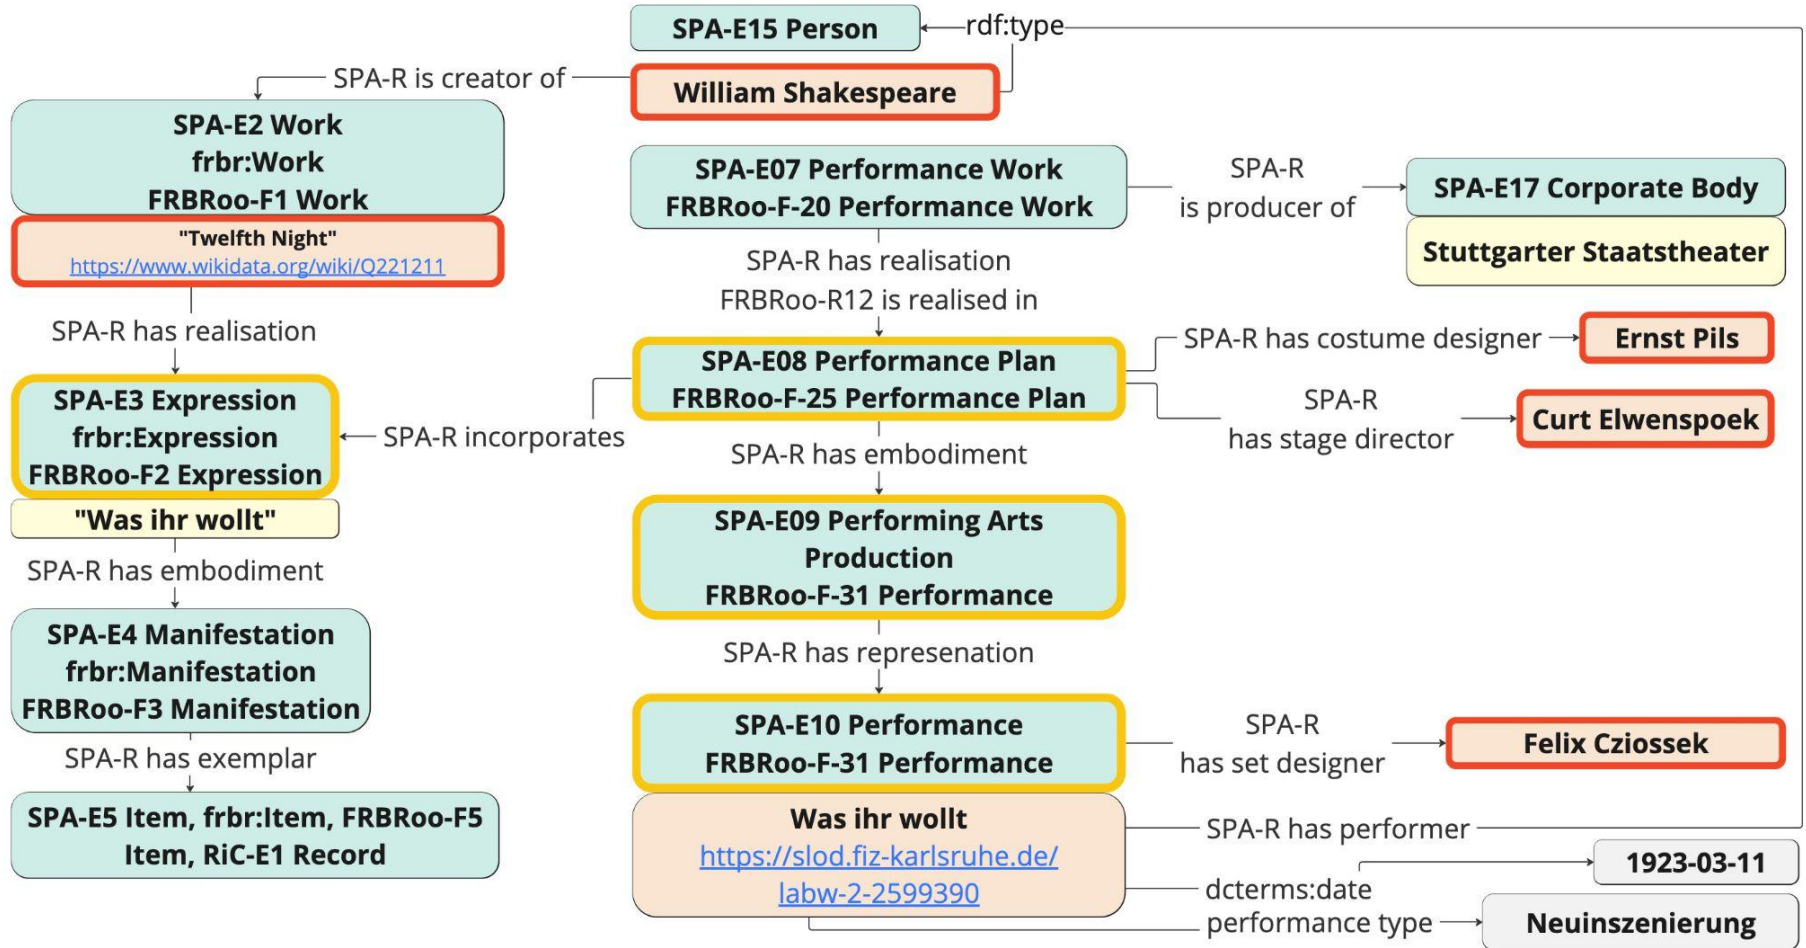 SPA-E15 Person
rdf:type
SPA-R is creator of
William Shakespeare
SPA-E2 Work
frbr:Work
FRBRoo-F1 Work
"Twelfth Night"
https://www.wikidata.org/wiki/Q221211
SPA-R has realisation
SPA-E3 Expression
frbr:Expression
FRBRoo-F2 Expression
"Was ihr wollt"
SPA-R has embodiment
SPA-E4 Manifestation
frbr:Manifestation
FRBRoo-F3 Manifestation
SPA-R has exemplar
SPA-E5 Item, frbr:Item, FRBRoo-F5
Item, RiC-E1 Record
SPA-E07 Performance Work
FRBRoo-F-20 Performance Work
SPA-R
is producer of
SPA-E17 Corporate Body
Stuttgarter Staatstheater
SPA-R has realisation
FRBRoo-R12 is realised in
SPA-E08 Performance Plan
FRBRoo-F-25 Performance Plan
SPA-R has costume designer
Ernst Pils
SPA-R
has stage director
Curt Elwenspoek
SPA-R incorporates
SPA-R has embodiment
SPA-E09 Performing Arts
Production
FRBRoo-F-31 Performance
SPA-R has represenation
SPA-E10 Performance
FRBRoo-F-31 Performance
SPA-R
has set designer
Felix Cziossek
Was ihr wollt
https://slod.fiz-karlsruhe.de/
labw-2-2599390
SPA-R has performer
dcterms:date
1923-03-11
performance type
Neuinszenierung